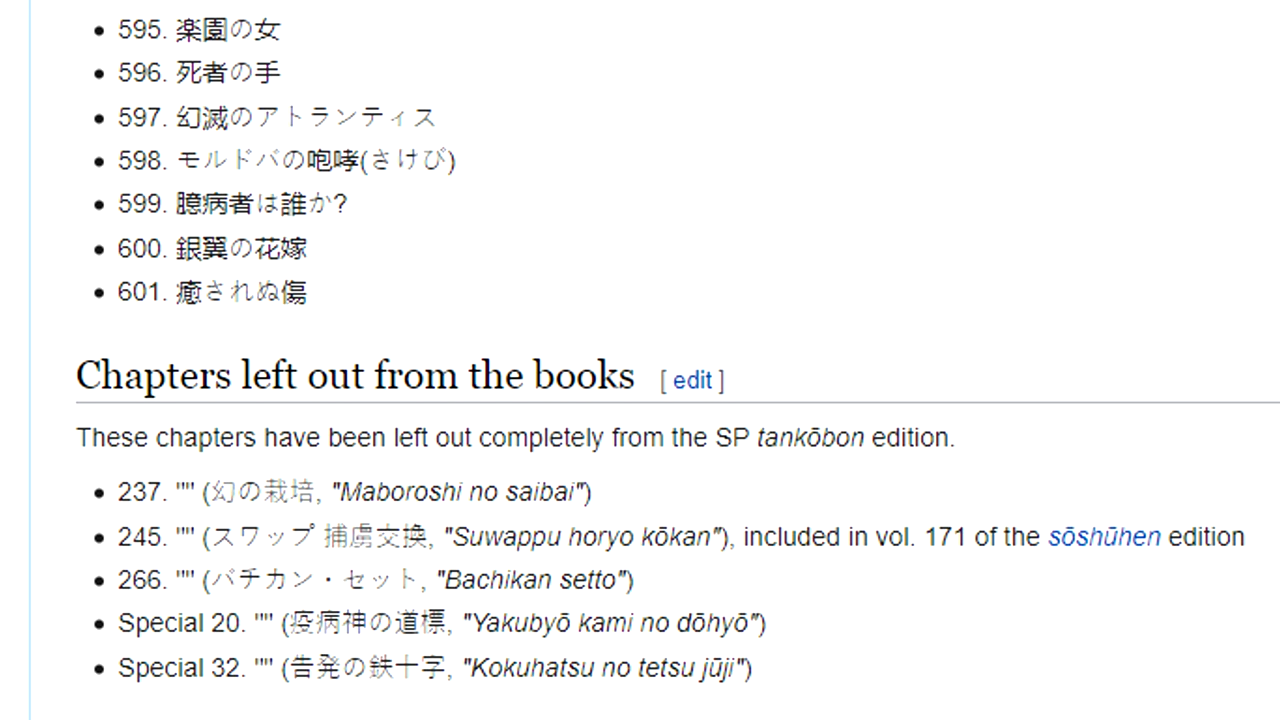 595. 楽園の女
596. 死者の手
597. 幻滅のアトランティス
598. モルドバの咆哮(さけび)
599. 臆病者は誰か?
600. 銀翼の花嫁
601. 癒されぬ傷
Chapters left out from the books [ edit ]
These chapters have been left out completely from the SP tankōbon edition.
237. "" (幻の栽培, "Maboroshi no saibai")
245. "" (スワップ 捕虜交換, "Suwappu horyo kōkan"), included in vol. 171 of the sōshūhen edition
266. "" (バチカン・セット, "Bachikan setto")
Special 20. "" (疫病神の道標, "Yakubyō kami no dōhyō")
Special 32. "" (告発の鉄十字, "Kokuhatsu no tetsu jūji")